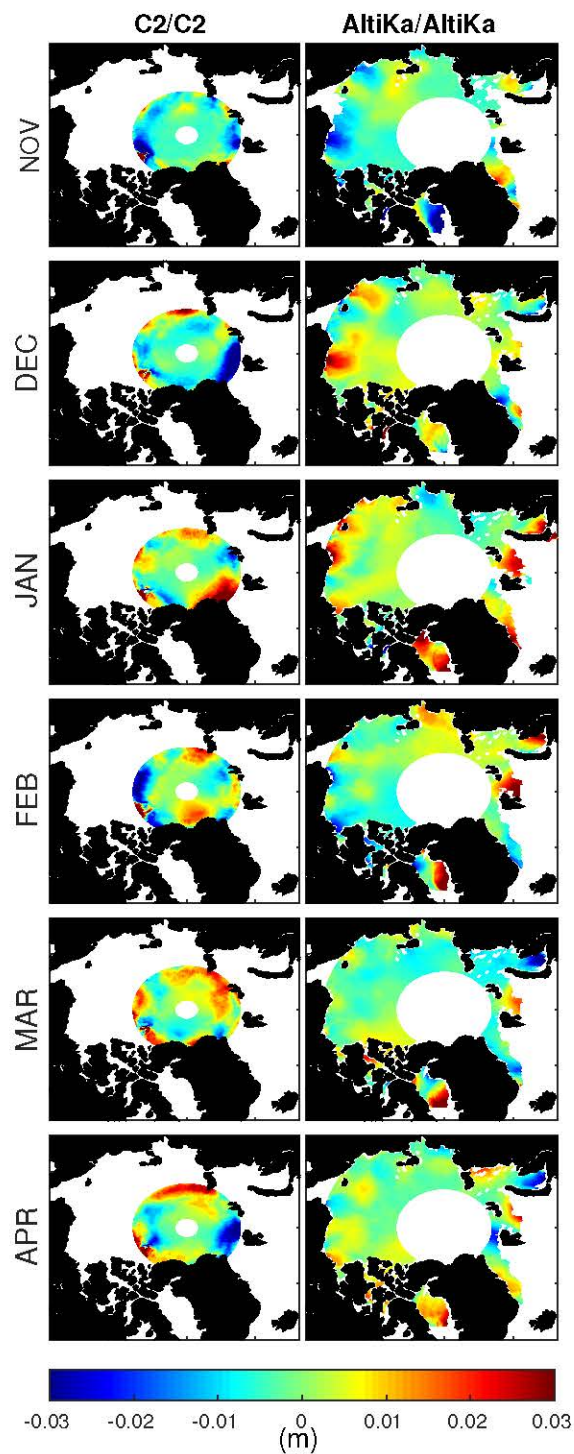 C2/C2 AltiKa/AltiKa
NOV
DEC
JAN
FEB
MAR
APR
-0.03 -0.02 -0.01 0 0.01 0.02 0.03
(m)